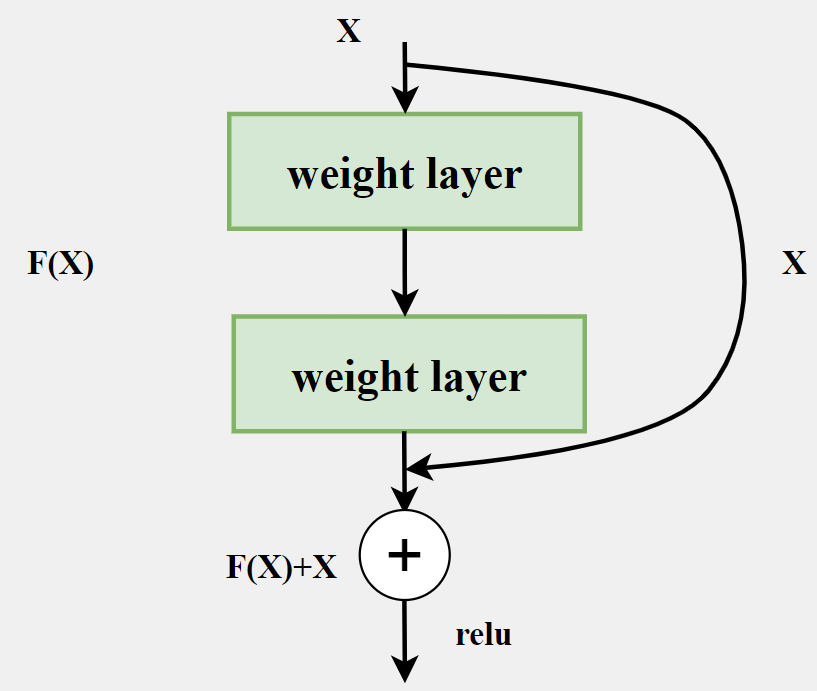 X
weight layer
F(X)
X
weight layer
+
F(X)+X
relu